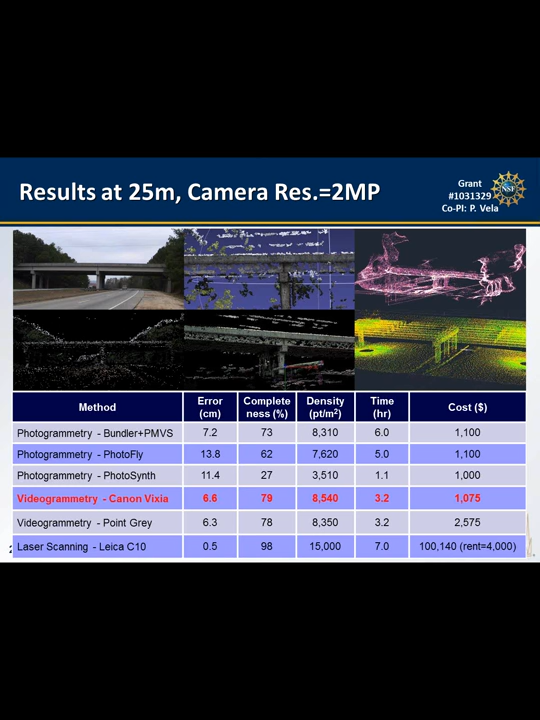 Results at 25m, Camera Res.=2MP
Grant
#1031329
Co-PI: P. Vela
NSF
Method Error (cm) Complete ness (%) Density (pt/m²) Time (hr) Cost ($)
Photogrammetry - Bundler+PMVS 7.2 73 8,310 6.0 1,100
Photogrammetry - PhotoFly 13.8 62 7,620 5.0 1,100
Photogrammetry - PhotoSynth 11.4 27 3,510 1.1 1,000
Videogrammetry - Canon Vixia 6.6 79 8,540 3.2 1,075
Videogrammetry - Point Grey 6.3 78 8,350 3.2 2,575
Laser Scanning - Leica C10 0.5 98 15,000 7.0 100,140 (rent=4,000)